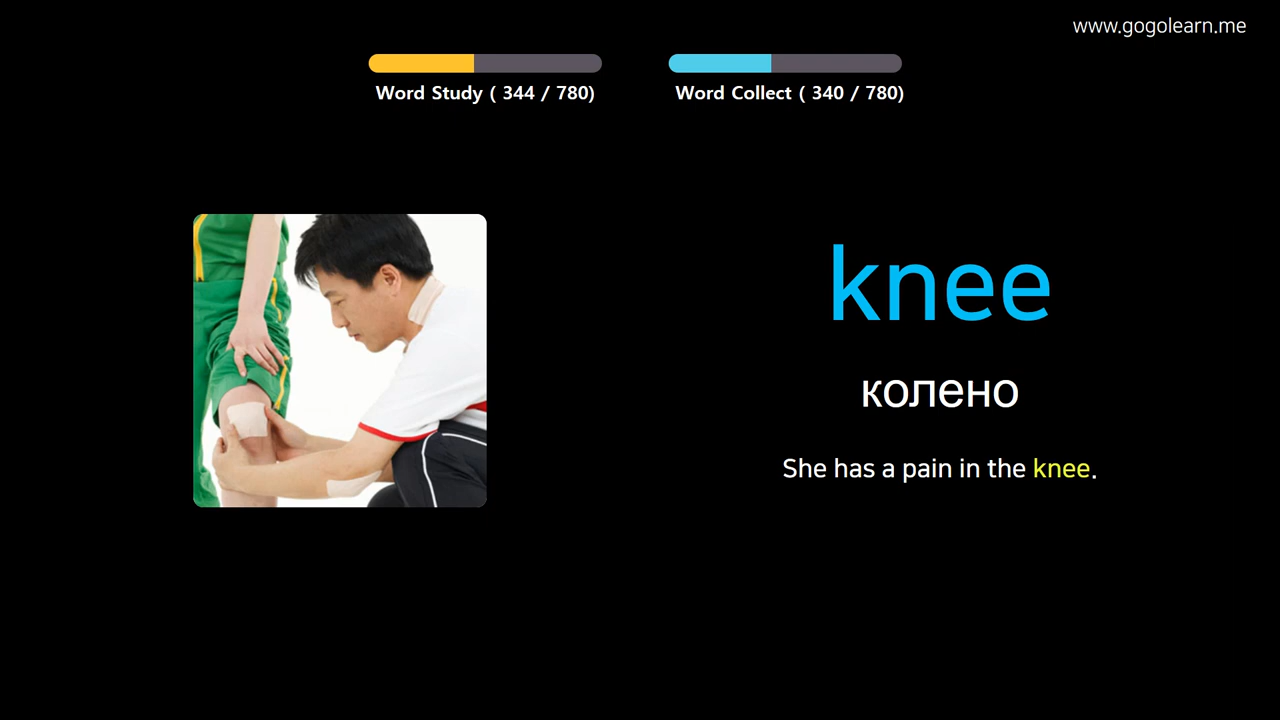 www.gogolearn.me
Word Study ( 344 / 780)
Word Collect ( 340 / 780)
knee
колено
She has a pain in the knee.